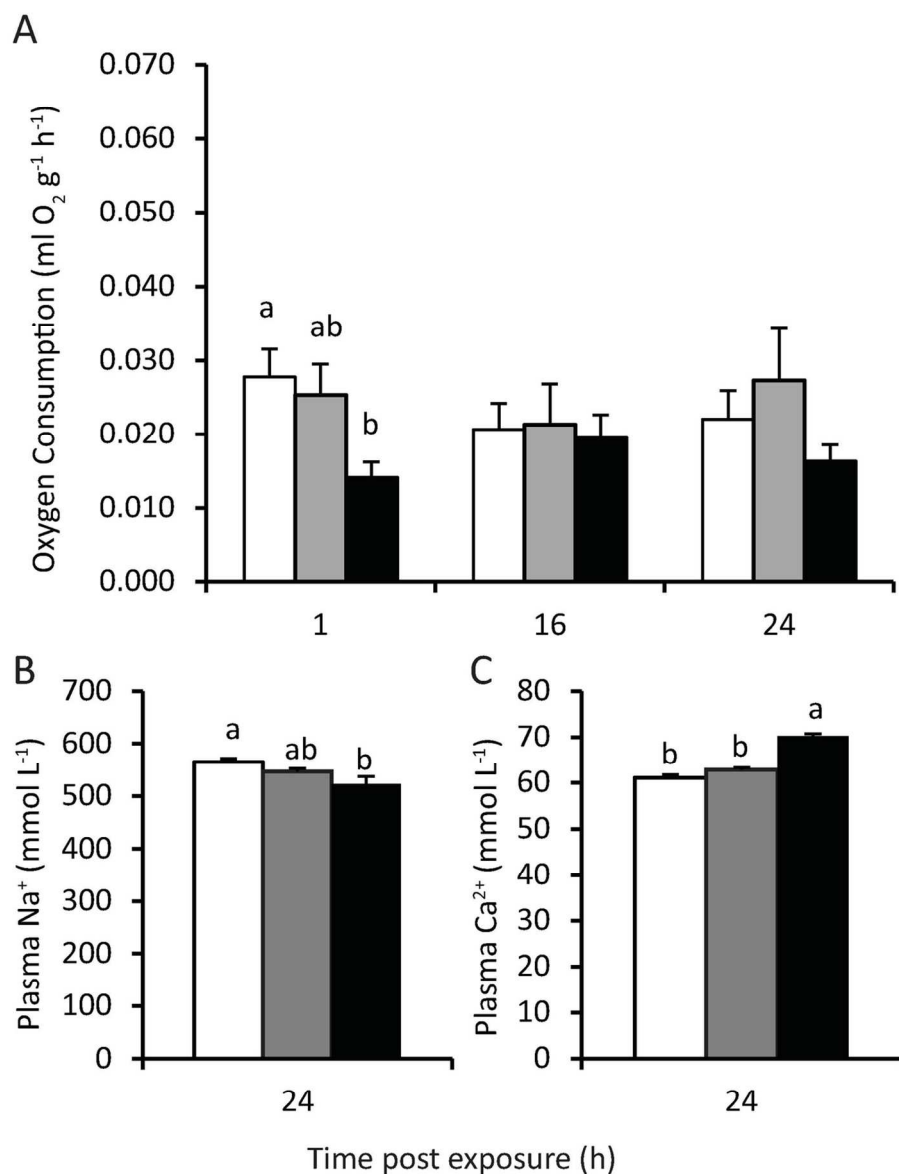 A
Oxygen Consumption (ml O₂ g⁻¹ h⁻¹)
0.070
0.060
0.050
0.040
0.030
0.020
0.010
0.000
a
ab
b
1
16
24
B
Plasma Na⁺ (mmol L⁻¹)
700
600
500
400
300
200
100
0
a
ab
b
24
C
Plasma Ca²⁺ (mmol L⁻¹)
80
70
60
50
40
30
20
10
0
b
b
a
24
Time post exposure (h)